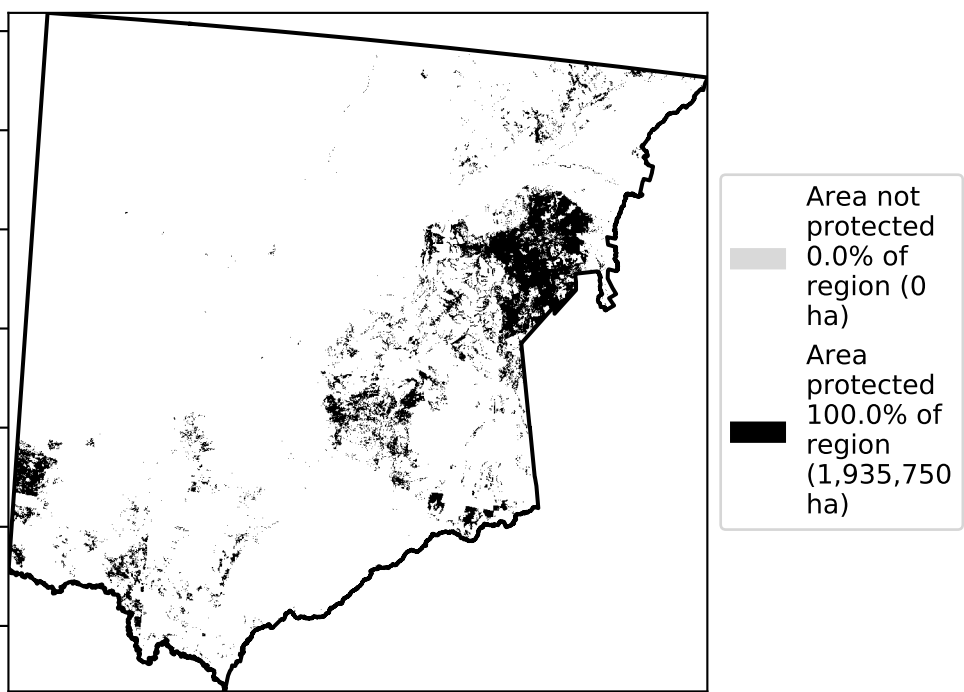 Area not
protected
0.0% of
region (0
ha)
Area
protected
100.0% of
region
(1,935,750
ha)